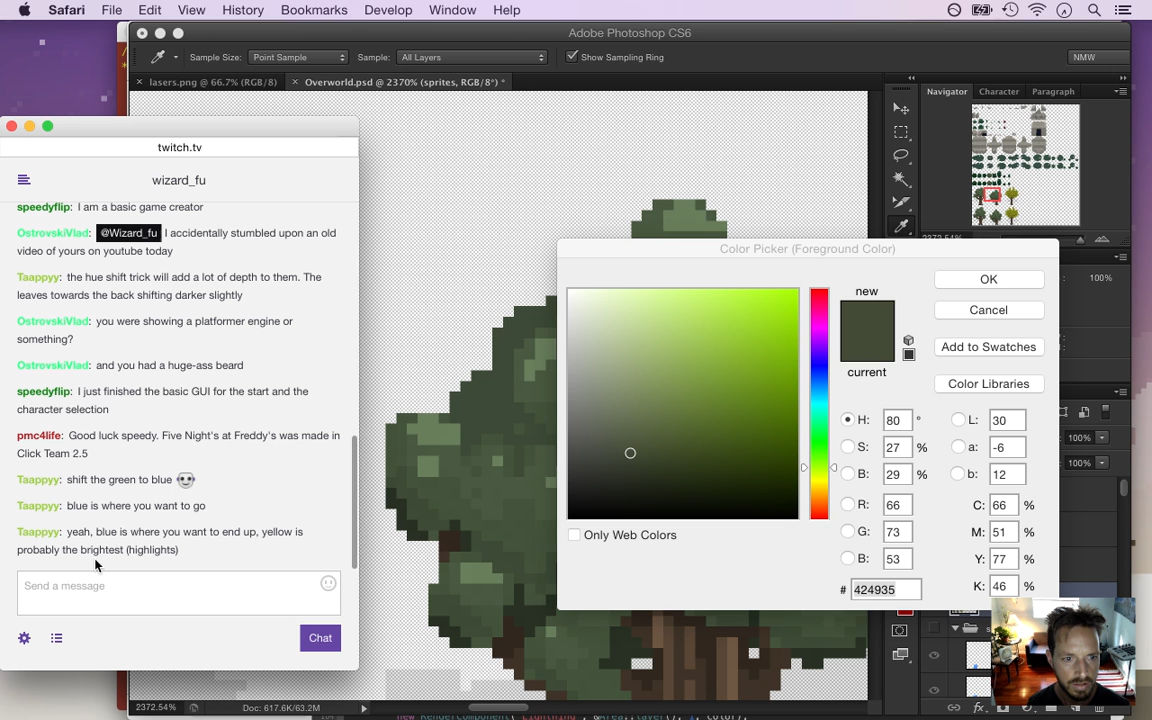 Safari File Edit View History Bookmarks Develop Window Help
Adobe Photoshop CS6
Sample Size: Point Sample Sample: All Layers Show Sampling Ring NMW
lasers.png @ 66.7% (RGB/8) Overworld.psd @ 2370% (sprites, RGB/8*) *
Navigator Character Paragraph
twitch.tv
wizard_fu
speedyflip: I am a basic game creator
OstrovskiVlad: @Wizard_fu I accidentally stumbled upon an old
video of yours on youtube today
Taappyy: the hue shift trick will add a lot of depth to them. The
leaves towards the back shifting darker slightly
OstrovskiVlad: you were showing a platformer engine or
something?
OstrovskiVlad: and you had a huge-ass beard
speedyflip: I just finished the basic GUI for the start and the
character selection
pmc4life: Good luck speedy. Five Night's at Freddy's was made in
Click Team 2.5
Taappyy: shift the green to blue
Taappyy: blue is where you want to go
Taappyy: yeah, blue is where you want to end up, yellow is
probably the brightest (highlights)
Send a message
Chat
Color Picker (Foreground Color)
new
current
OK
Cancel
Add to Swatches
Color Libraries
H: 80 °
S: 27 %
B: 29 %
R: 66
G: 73
B: 53
# 424935
L: 30
a: -6
b: 12
C: 66 %
M: 51 %
Y: 77 %
K: 46 %
Only Web Colors
100%
100%
100%
2372.54% Doc: 617.6K/63.2M